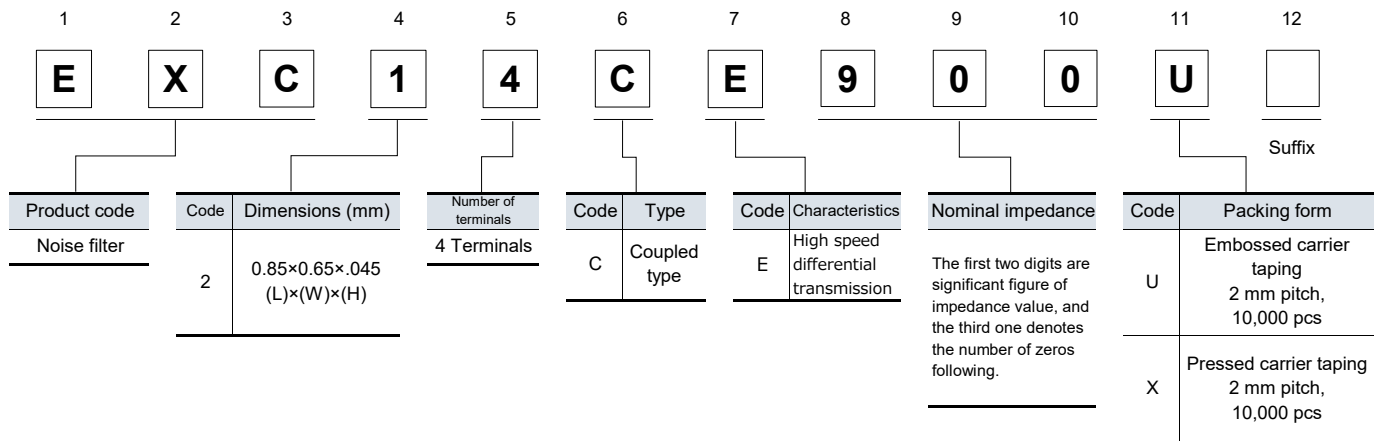 1 2 3 4 5 6 7 8 9 10 11 12
E X C 1 4 C E 9 0 0 U
Suffix
Product code
Noise filter
Code Dimensions (mm)
2
0.85×0.65×.045
(L)×(W)×(H)
Number of
terminals
4 Terminals
Code Type
C
Coupled
type
Code Characteristics
E
High speed
differential
transmission
Nominal impedance
The first two digits are
significant figure of
impedance value, and
the third one denotes
the number of zeros
following.
Code Packing form
U
Embossed carrier
taping
2 mm pitch,
10,000 pcs
X
Pressed carrier taping
2 mm pitch,
10,000 pcs